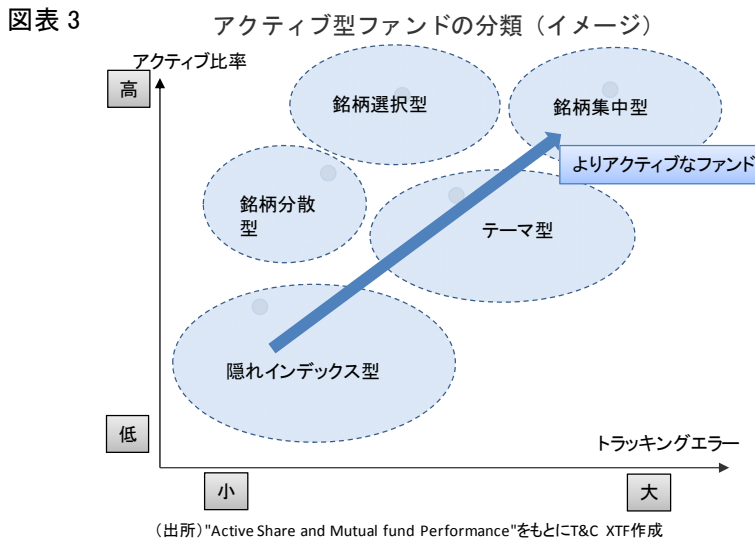 図表 3
アクティブ型ファンドの分類（イメージ）
アクティブ比率
高
銘柄選択型
銘柄集中型
よりアクティブなファンド
銘柄分散
型
テーマ型
隠れインデックス型
低
トラッキングエラー
小
大
（出所）"Active Share and Mutual fund Performance"をもとにT&C XTF作成